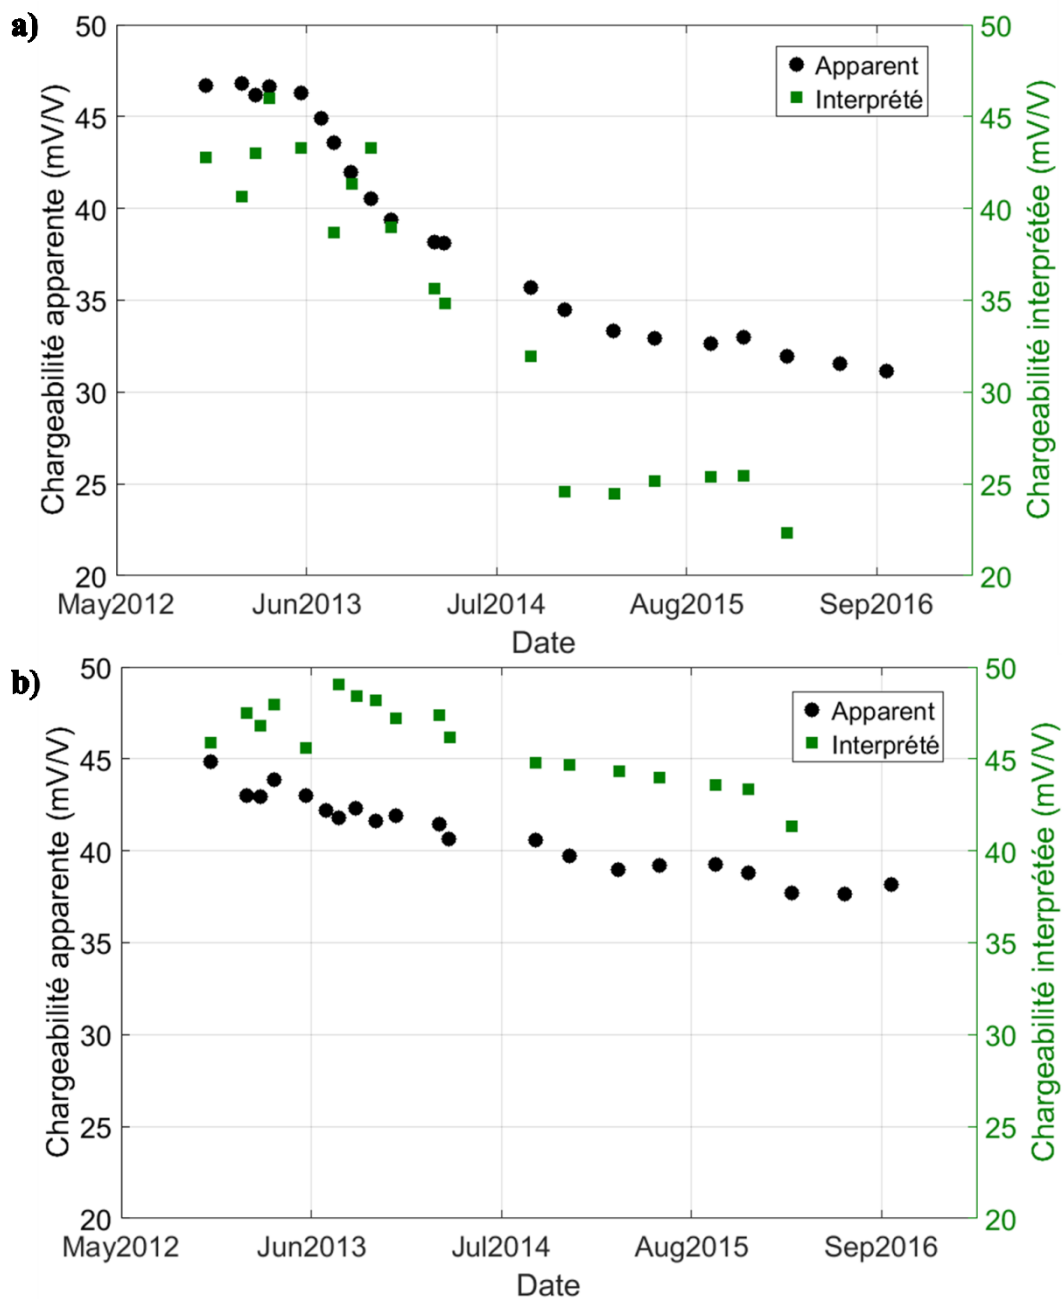 a)
50
45
40
35
30
25
20
Chargeabilité apparente (mV/V)
Apparent
Interprété
50
45
40
35
30
25
20
Chargeabilité interprétée (mV/V)
May2012
Jun2013
Jul2014
Aug2015
Sep2016
Date
b)
50
45
40
35
30
25
20
Chargeabilité apparente (mV/V)
Apparent
Interprété
50
45
40
35
30
25
20
Chargeabilité interprétée (mV/V)
May2012
Jun2013
Jul2014
Aug2015
Sep2016
Date